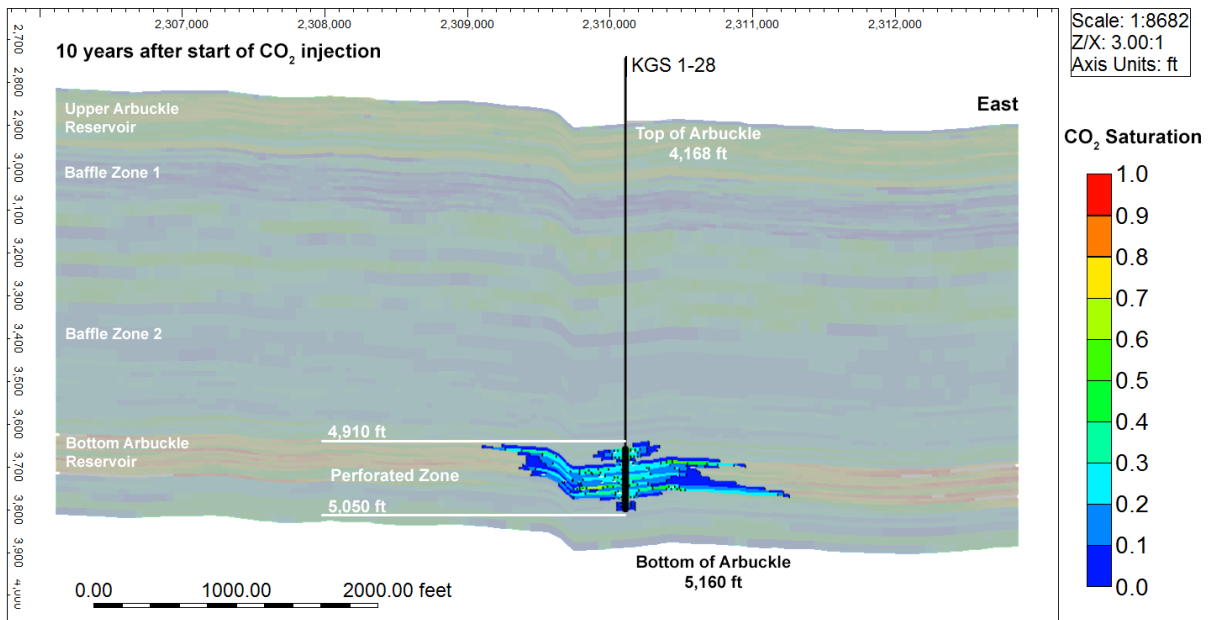 2,307,000 2,308,000 2,309,000 2,310,000 2,311,000 2,312,000
Scale: 1:8682
Z/X: 3.00:1
Axis Units: ft
10 years after start of CO₂ injection
KGS 1-28
East
Upper Arbuckle
Reservoir
Top of Arbuckle
4,168 ft
Baffle Zone 1
Baffle Zone 2
4,910 ft
Bottom Arbuckle
Reservoir
Perforated Zone
5,050 ft
Bottom of Arbuckle
5,160 ft
0.00 1000.00 2000.00 feet
2,700
2,800
2,900
3,000
3,100
3,200
3,300
3,400
3,500
3,600
3,700
3,800
3,900
4,000
CO₂ Saturation
1.0
0.9
0.8
0.7
0.6
0.5
0.4
0.3
0.2
0.1
0.0